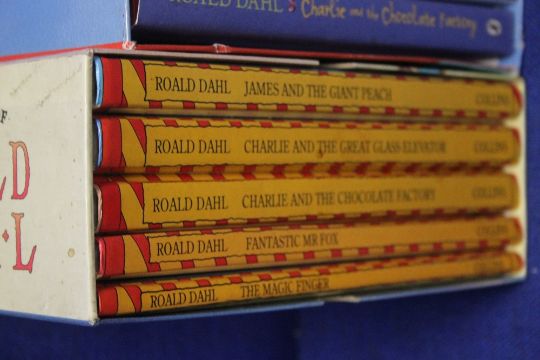 ROALD DAHL Charlie and the Chocolate Factory
ROALD DAHL JAMES AND THE GIANT PEACH COLLINS
ROALD DAHL CHARLIE AND THE GREAT GLASS ELEVATOR COLLINS
ROALD DAHL CHARLIE AND THE CHOCOLATE FACTORY COLLINS
ROALD DAHL FANTASTIC MR FOX COLLINS
ROALD DAHL THE MAGIC FINGER
F
LD
L